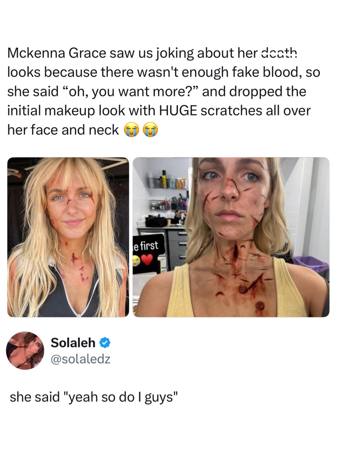 Mckenna Grace saw us joking about her death
looks because there wasn't enough fake blood, so
she said “oh, you want more?” and dropped the
initial makeup look with HUGE scratches all over
her face and neck 😭😭
e first
😭❤️
Solaleh
@solaledz
she said "yeah so do I guys"